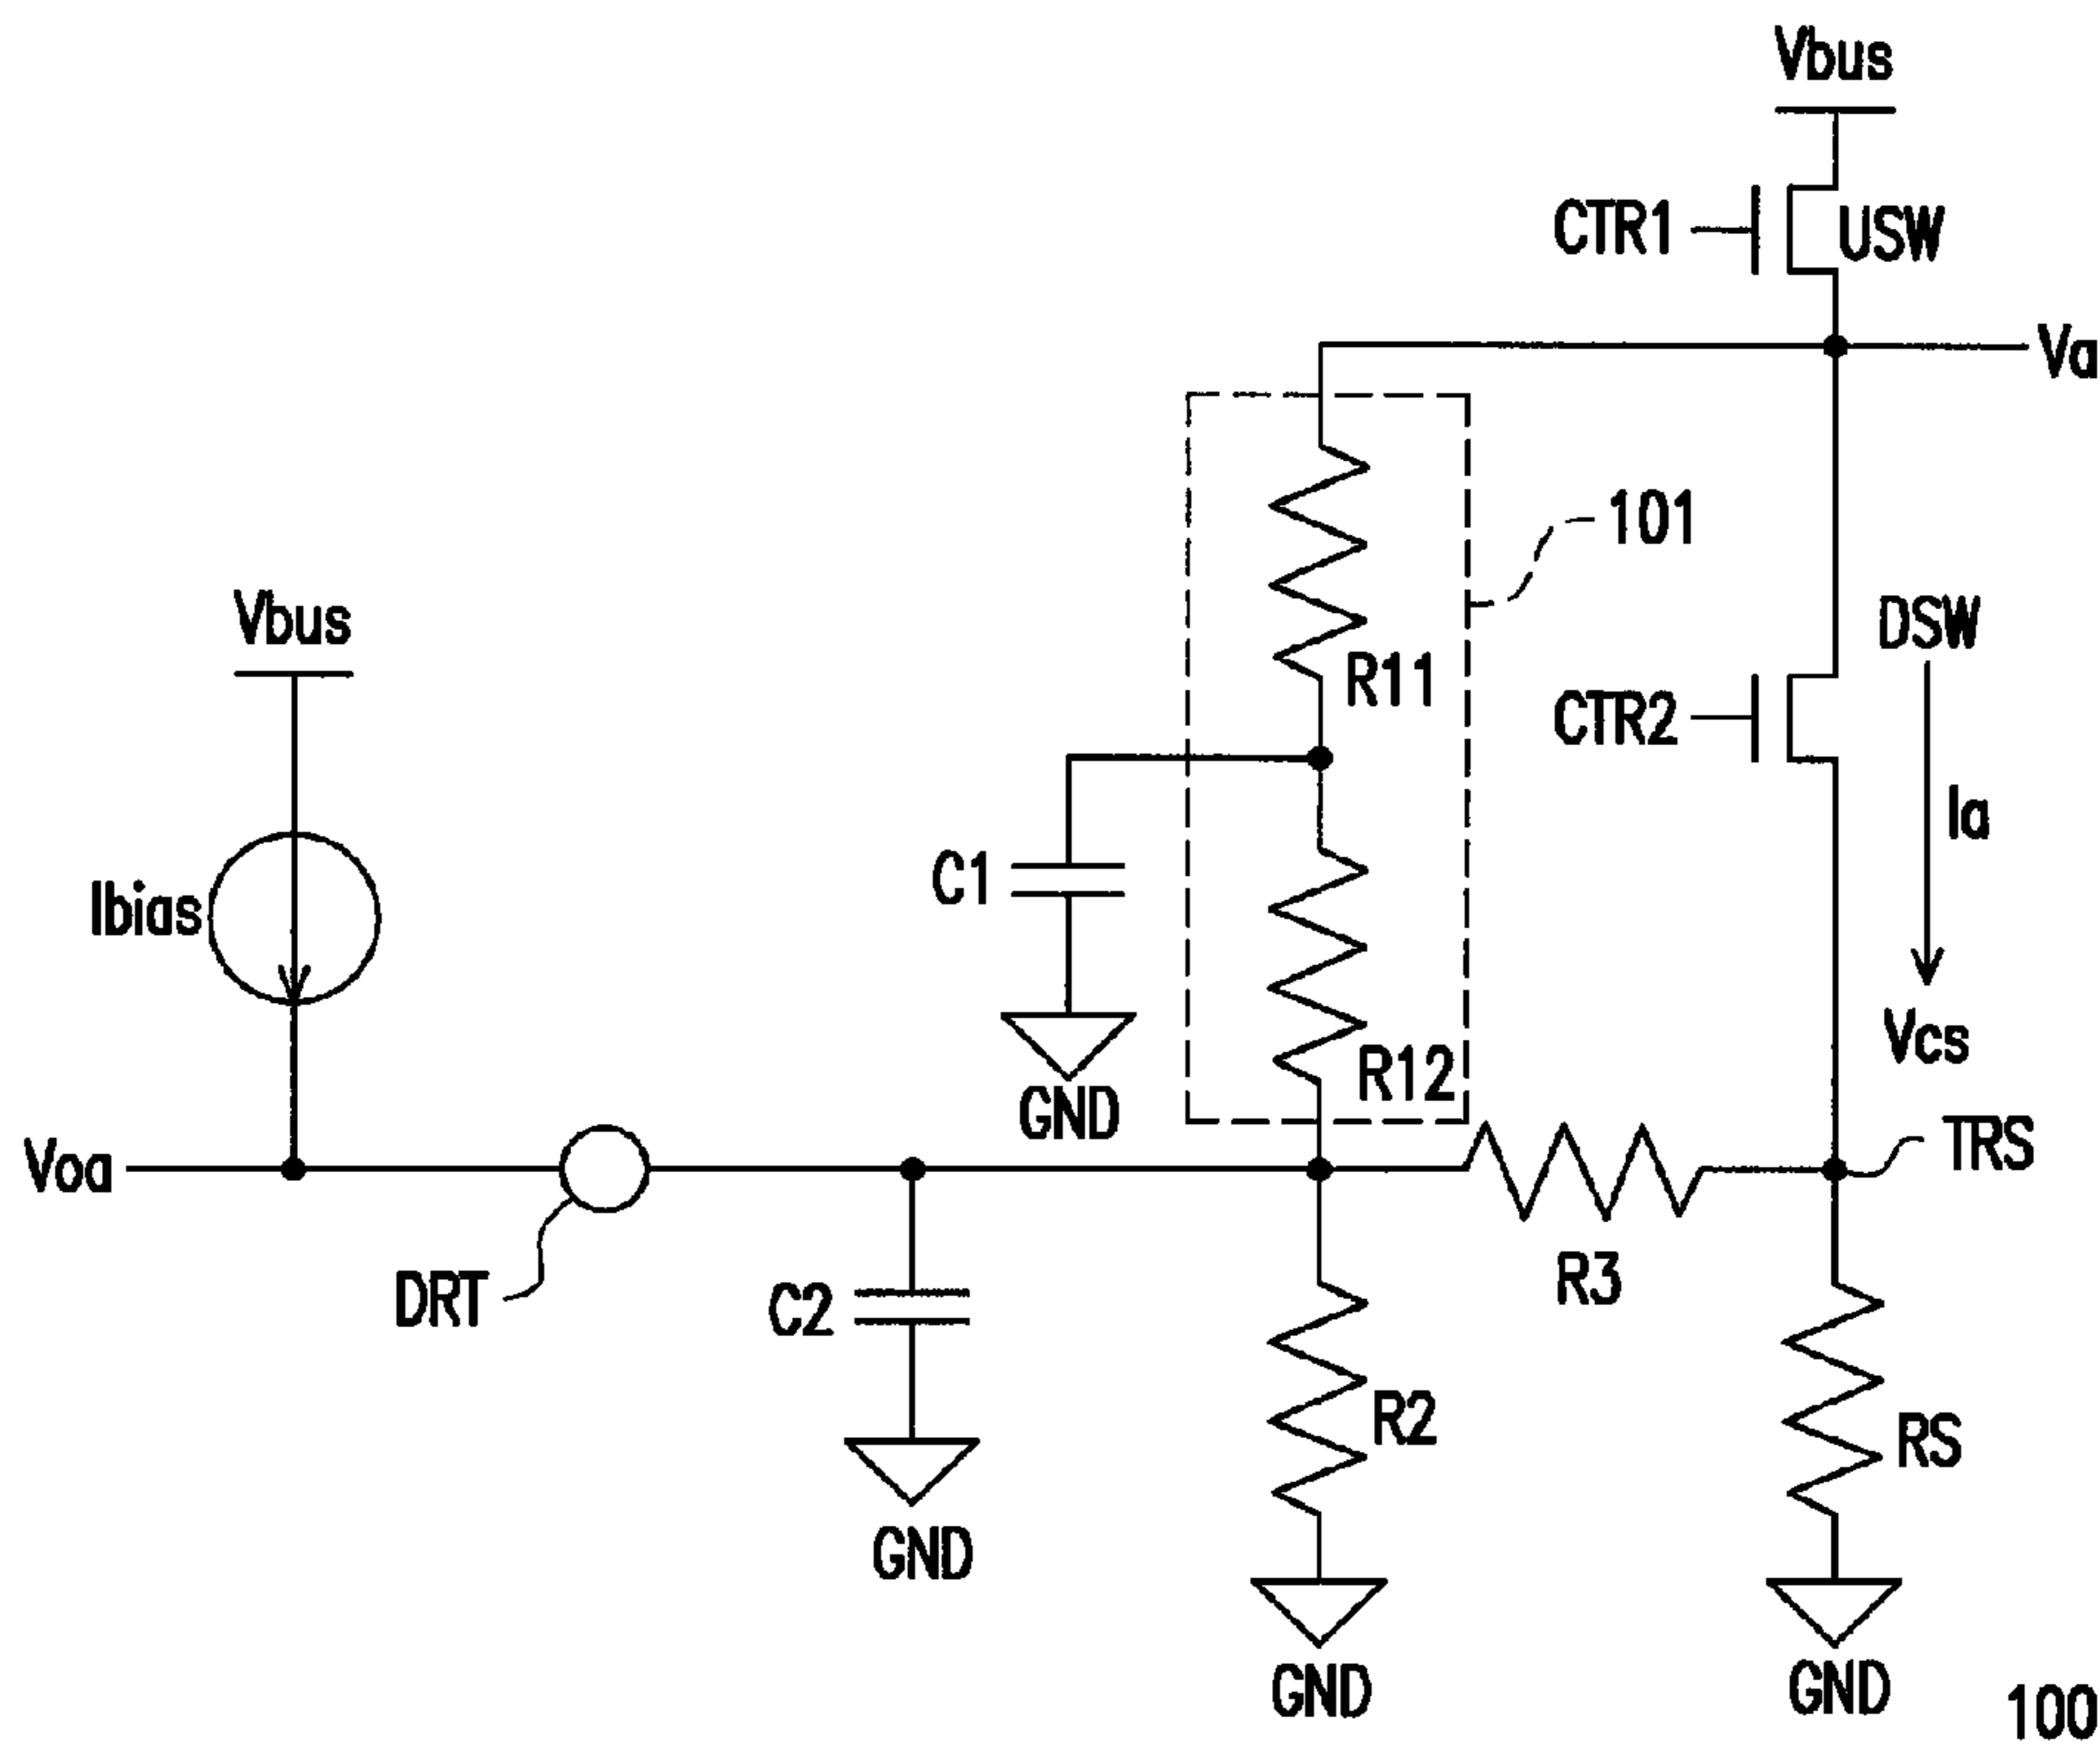 Vbus
CTR1
USW
Va
101
Vbus
DSW
R11
CTR2
Ia
C1
Ibias
Vcs
R12
GND
TRS
Voa
R3
DRT
C2
R2
RS
GND
GND
GND
100